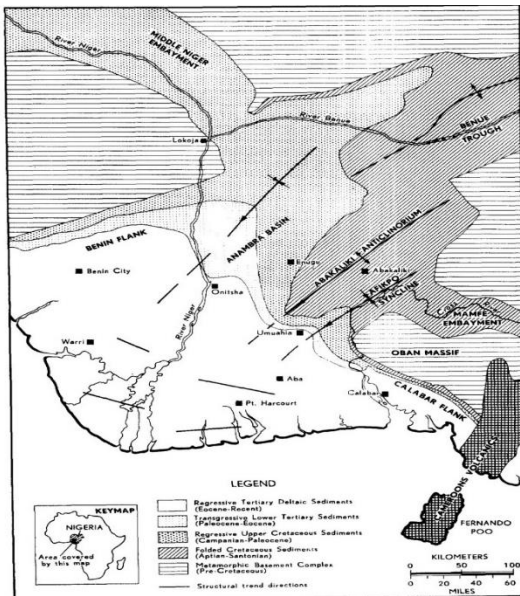 MIDDLE NIGER
EMBAYMENT
River Niger
River Benue
BENUE
TROUGH
Lokoja
ANAMBRA BASIN
ABAKALIKI ANTICLINORIUM
BENIN FLANK
Benin City
Enugu
Abakaliki
AFIKPO
SYNCLINE
Onitsha
River Niger
MAMFE
EMBAYMENT
Warri
Umuahia
OBAN MASSIF
Aba
CALABAR FLANK
Pt. Harcourt
Calabar
CAMEROONS VOLCANICS
FERNANDO
POO
LEGEND
Regressive Tertiary Deltaic Sediments
(Eocene-Recent)
Transgressive Lower Tertiary Sediments
(Paleocene-Eocene)
Regressive Upper Cretaceous Sediments
(Campanian-Paleocene)
Folded Cretaceous Sediments
(Aptian-Santonian)
Metamorphic Basement Complex
(Pre-Cretaceous)
Structural trend directions
KEYMAP
NIGERIA
Area covered
by this map
KILOMETERS
0 20 60 100
0 20 60 100
MILES